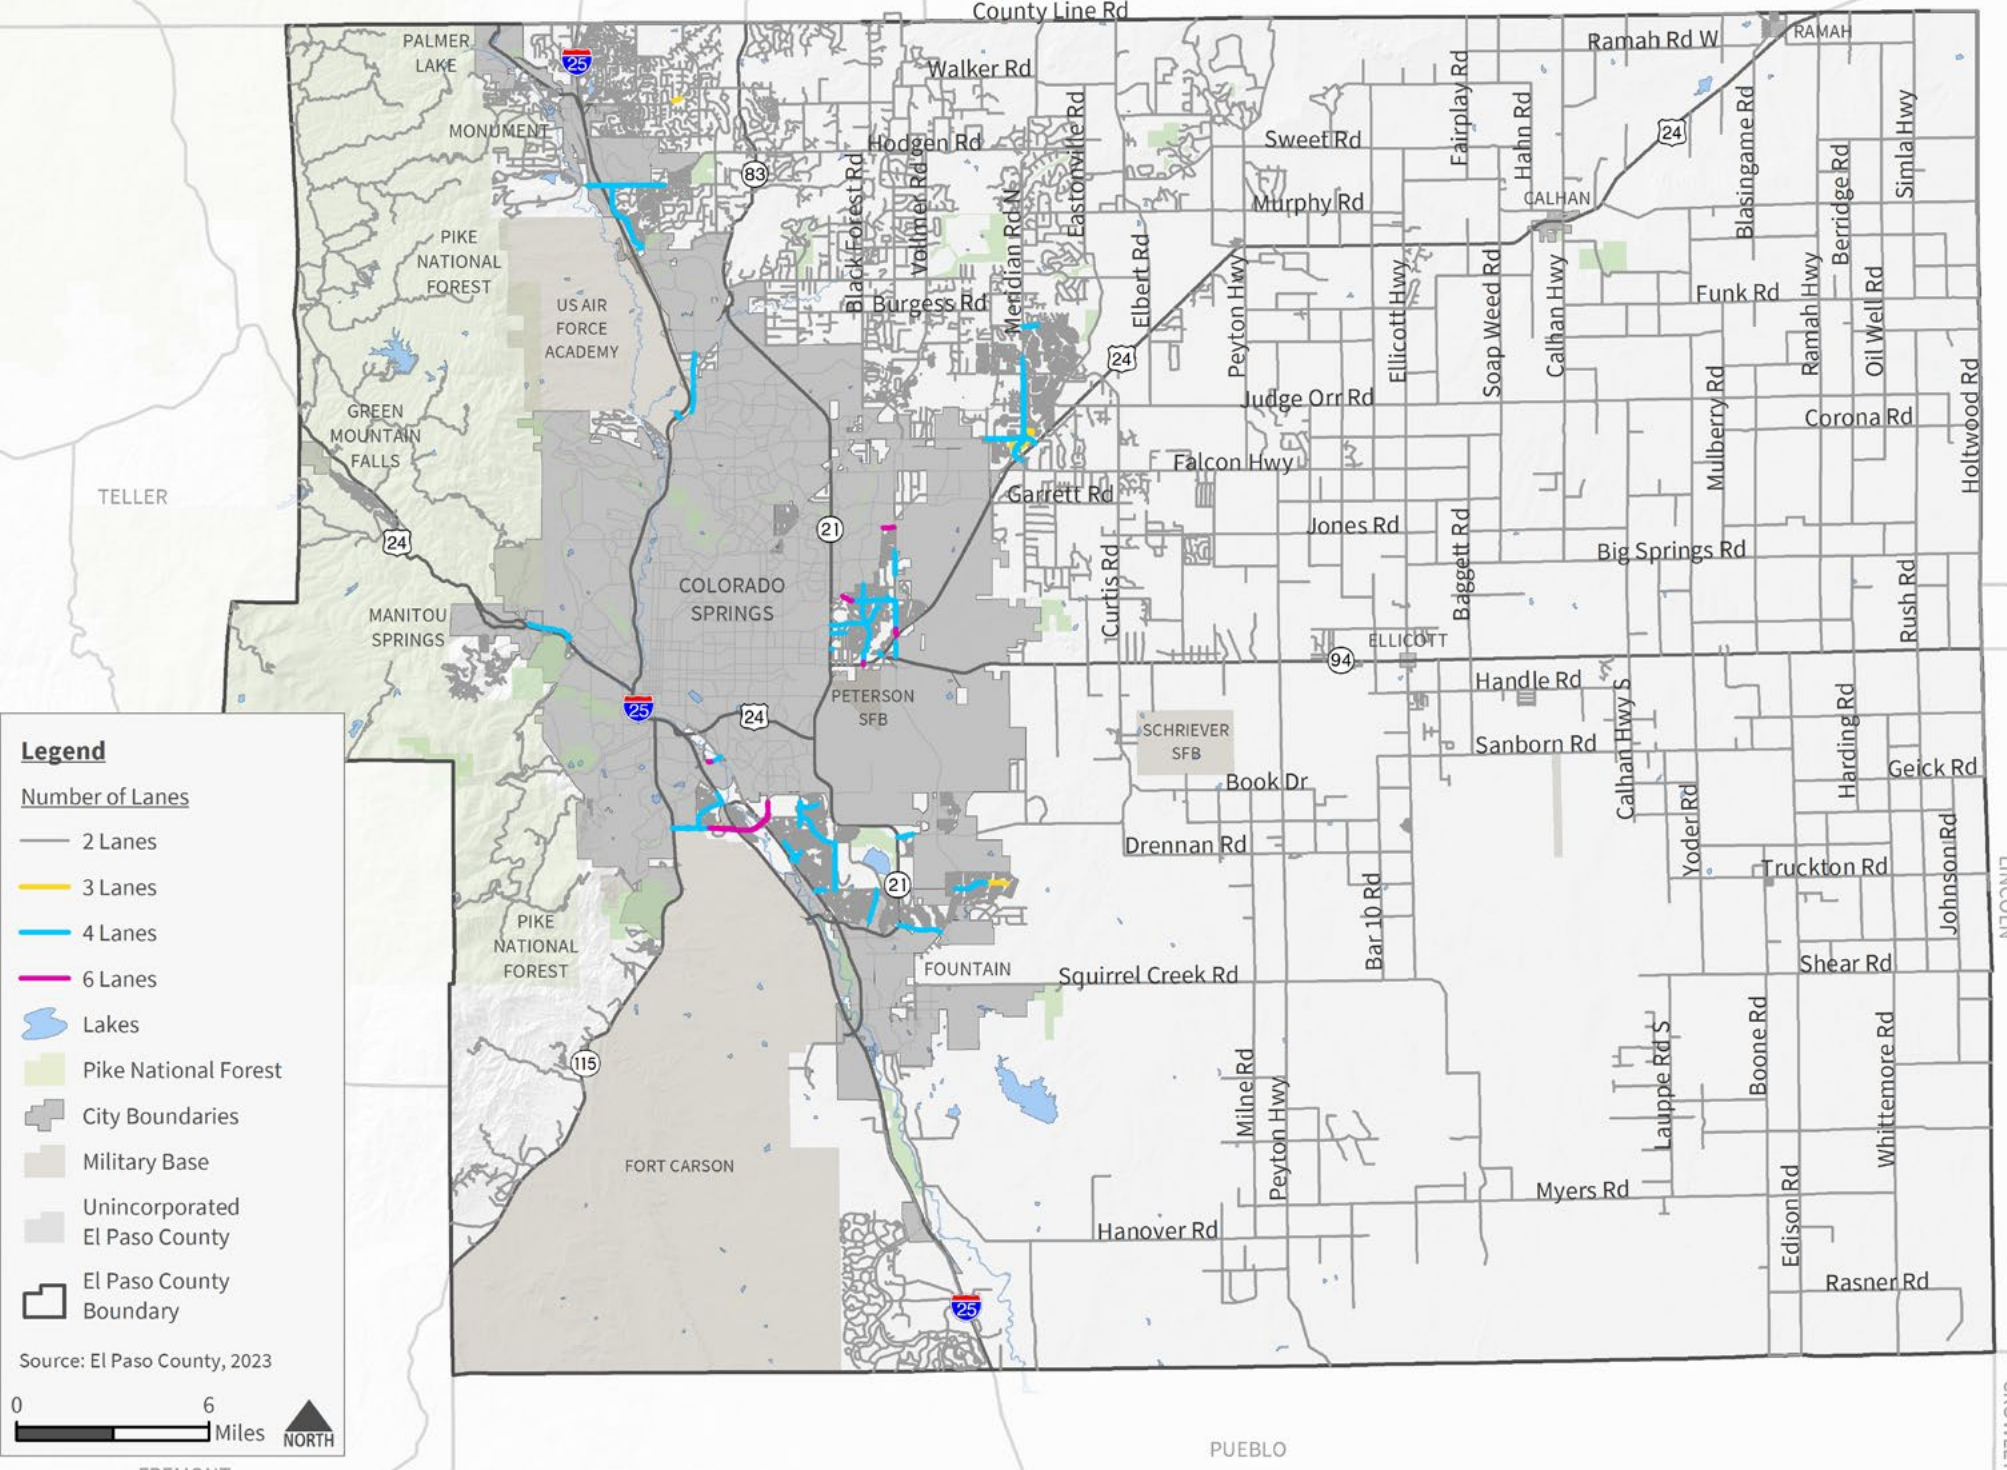 County Line Rd
PALMER
LAKE
25
Ramah Rd W
RAMAH
Walker Rd
Fairplay Rd
Hahn Rd
Blasingame Rd
Simla Hwy
Eastonville Rd
MONUMENT
24
Hodgen Rd
Sweet Rd
83
Black Forest Rd
Vollmer Rd
Meridian Rd N
Berridge Rd
Murphy Rd
CALHAN
PIKE
NATIONAL
FOREST
Elbert Rd
Peyton Hwy
Ellicott Hwy
Soap Weed Rd
Calhan Hwy
Ramah Hwy
Oil Well Rd
US AIR
FORCE
ACADEMY
Burgess Rd
Funk Rd
24
Mulberry Rd
Holtwood Rd
Judge Orr Rd
Corona Rd
GREEN
MOUNTAIN
FALLS
Falcon Hwy
TELLER
Garrett Rd
21
Jones Rd
Baggett Rd
24
Big Springs Rd
Curtis Rd
Rush Rd
COLORADO
SPRINGS
MANITOU
SPRINGS
ELLICOTT
94
PETERSON
SFB
Handle Rd
Calhan Hwy S
Harding Rd
25
24
SCHRIEVER
SFB
Sanborn Rd
Geick Rd
Book Dr
Yoder Rd
Johnson Rd
Drennan Rd
Truckton Rd
LINCOLN
21
Bar 10 Rd
PIKE
NATIONAL
FOREST
FOUNTAIN
Squirrel Creek Rd
Shear Rd
115
Milne Rd
Peyton Hwy
Lauppe Rd S
Boone Rd
Whittemore Rd
FORT CARSON
Myers Rd
Edison Rd
Hanover Rd
Rasner Rd
25
PUEBLO
Legend
Number of Lanes
2 Lanes
3 Lanes
4 Lanes
6 Lanes
Lakes
Pike National Forest
City Boundaries
Military Base
Unincorporated
El Paso County
El Paso County
Boundary
Source: El Paso County, 2023
0 6
Miles
NORTH